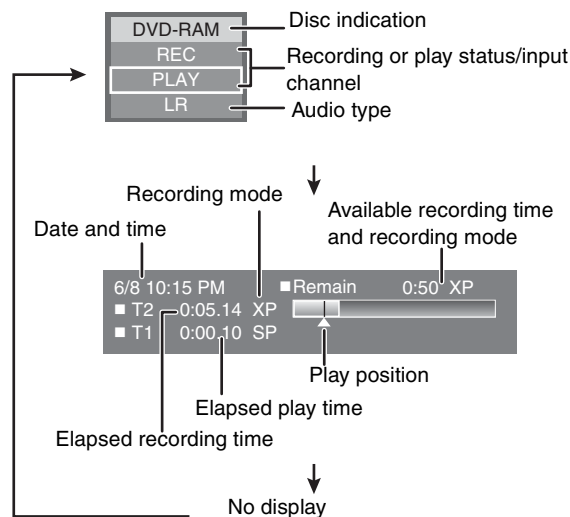 DVD-RAM
Disc indication
REC
Recording or play status/input
channel
PLAY
LR
Audio type
Recording mode
Available recording time
and recording mode
Date and time
6/8 10:15 PM
Remain 0:50 XP
T2 0:05.14 XP
T1 0:00.10 SP
Play position
Elapsed play time
Elapsed recording time
No display